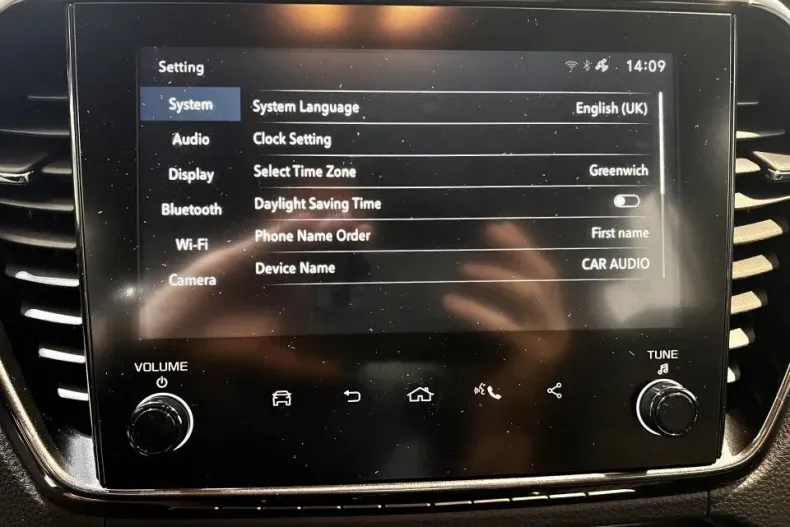 Setting 14:09
System
Audio
Display
Bluetooth
Wi-Fi
Camera
System Language English (UK)
Clock Setting
Select Time Zone Greenwich
Daylight Saving Time
Phone Name Order First name
Device Name CAR AUDIO
VOLUME
TUNE